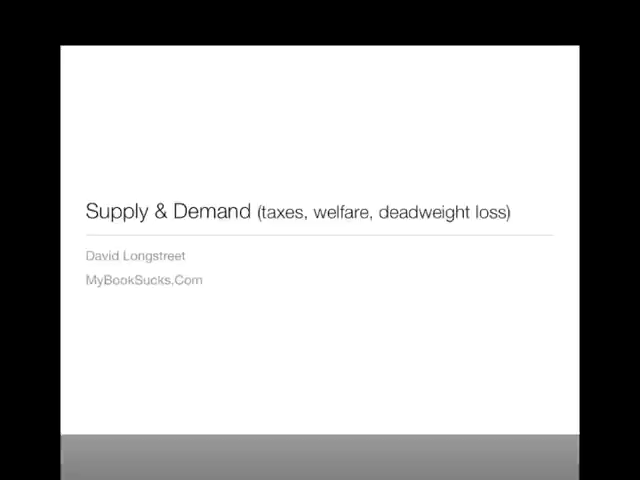 Supply & Demand (taxes, welfare, deadweight loss)
David Longstreet
MyBookSucks.Com